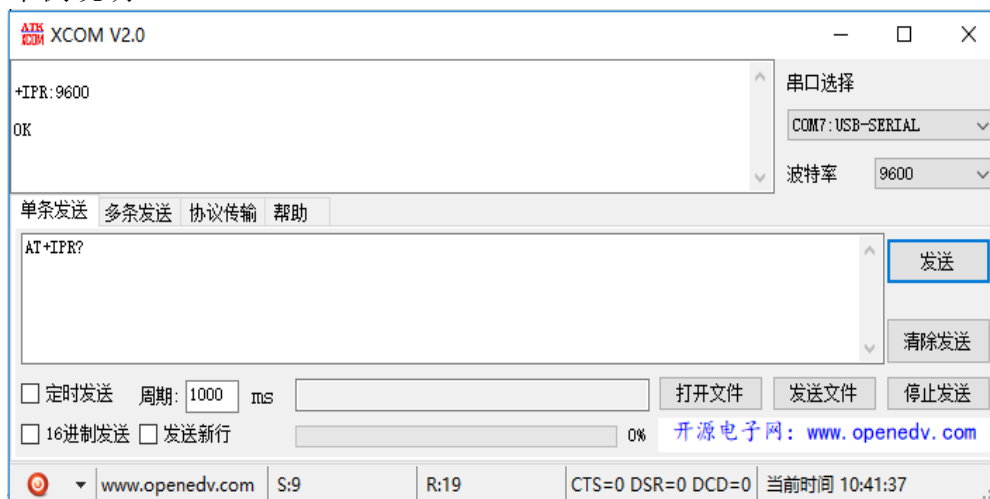 ATK XCOM XCOM V2.0
+IPR:9600
OK
串口选择
COM7:USB-SERIAL
波特率 9600
单条发送 多条发送 协议传输 帮助
AT+IPR?
发送
清除发送
定时发送 周期: 1000 ms 打开文件 发送文件 停止发送
16进制发送 发送新行 0% 开源电子网: www.openedv.com
www.openedv.com S:9 R:19 CTS=0 DSR=0 DCD=0 当前时间 10:41:37